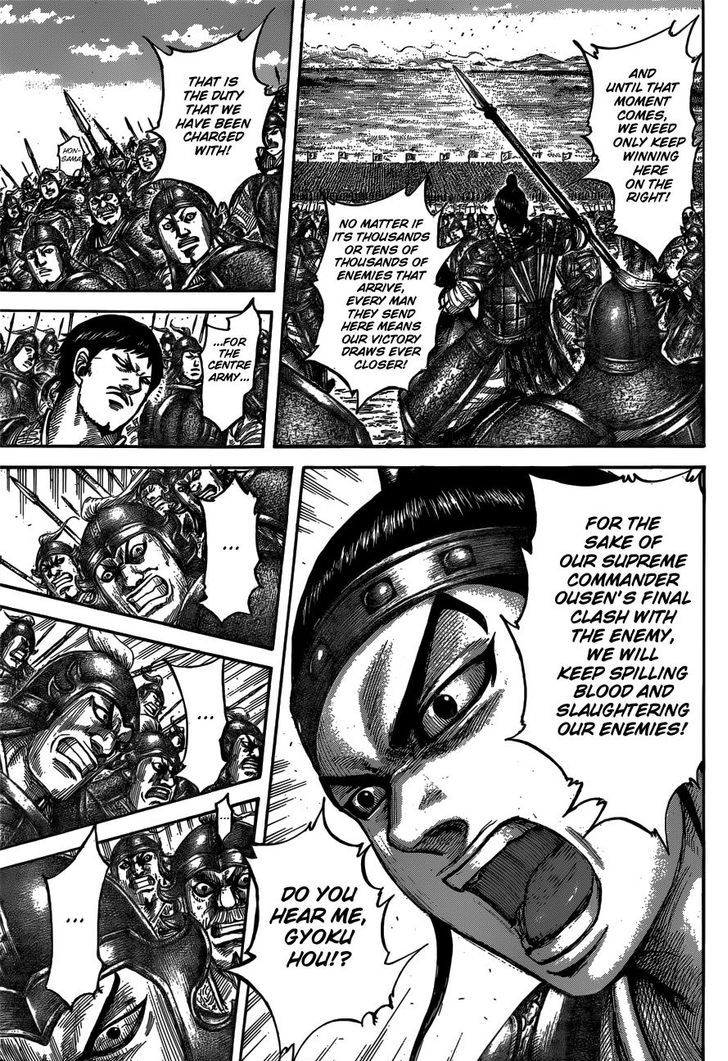 AND
UNTIL THAT
MOMENT
COMES,
WE NEED
ONLY KEEP
WINNING
HERE
ON THE
RIGHT!
NO MATTER IF
IT'S THOUSANDS
OR TENS OF
THOUSANDS OF
ENEMIES THAT
ARRIVE,
EVERY MAN
THEY SEND
HERE MEANS
OUR VICTORY
DRAWS EVER
CLOSER!
THAT IS
THE DUTY
THAT WE
HAVE BEEN
CHARGED
WITH!
HON-
SAMA.
...FOR
THE
CENTRE
ARMY...
FOR THE
SAKE OF
OUR SUPREME
COMMANDER
OUSEN'S FINAL
CLASH WITH
THE ENEMY,
WE WILL
KEEP SPILLING
BLOOD AND
SLAUGHTERING
OUR ENEMIES!
...
...
DO YOU
HEAR ME,
GYOKU
HOU!?
...